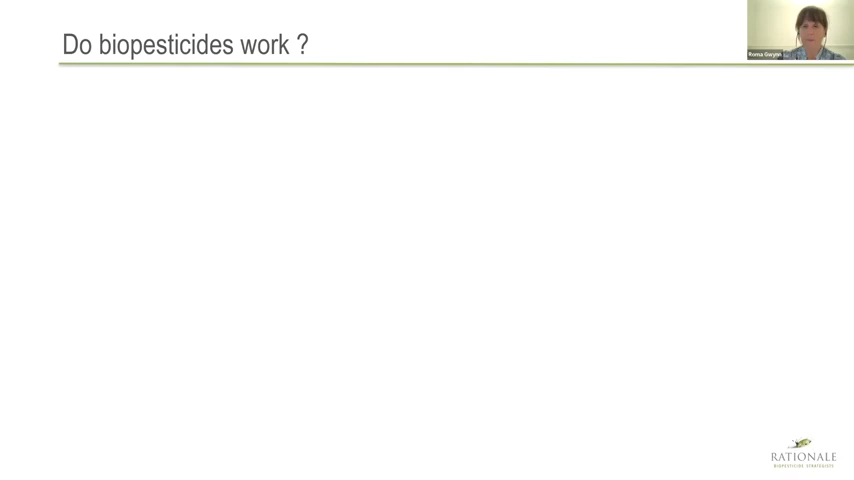 Do biopesticides work ?
Roma Gwynn
RATIONALE
BIOPESTICIDE STRATEGISTS